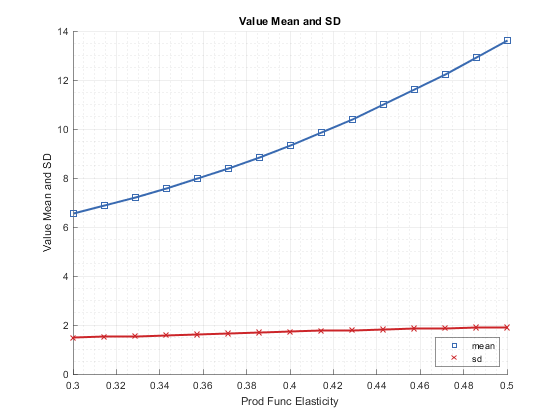 Value Mean and SD
14
12
10
8
6
4
2
0
Value Mean and SD
0.3 0.32 0.34 0.36 0.38 0.4 0.42 0.44 0.46 0.48 0.5
Prod Func Elasticity
mean
sd